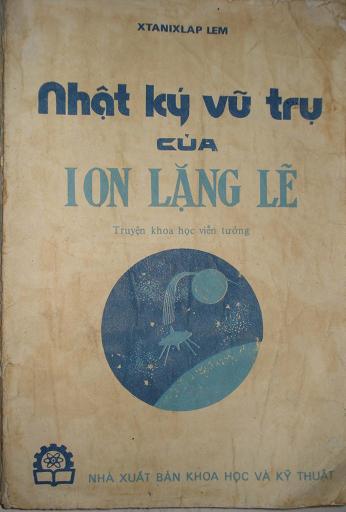 XTANIXLAP LEM
Nhật ký vũ trụ
CỦA
ION LẶNG LẼ
Truyện khoa học viễn tưởng
NHÀ XUẤT BẢN KHOA HỌC VÀ KỸ THUẬT